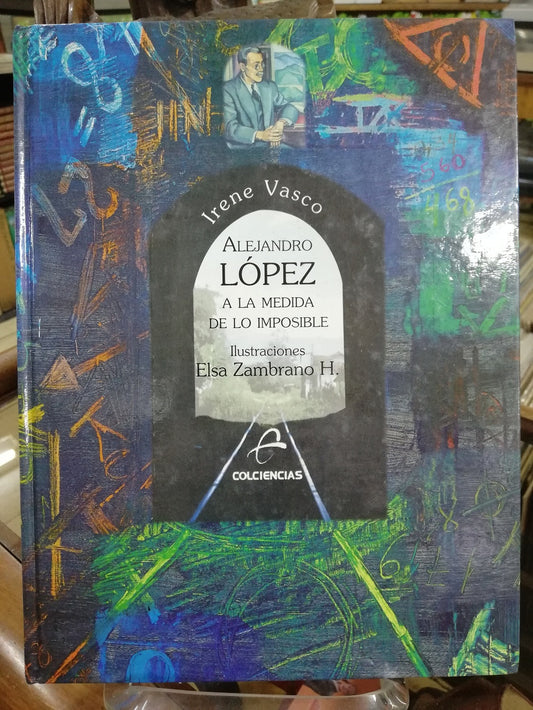 Irene Vasco
ALEJANDRO
LÓPEZ
A LA MEDIDA
DE LO IMPOSIBLE
Ilustraciones
Elsa Zambrano H.
COLCIENCIAS